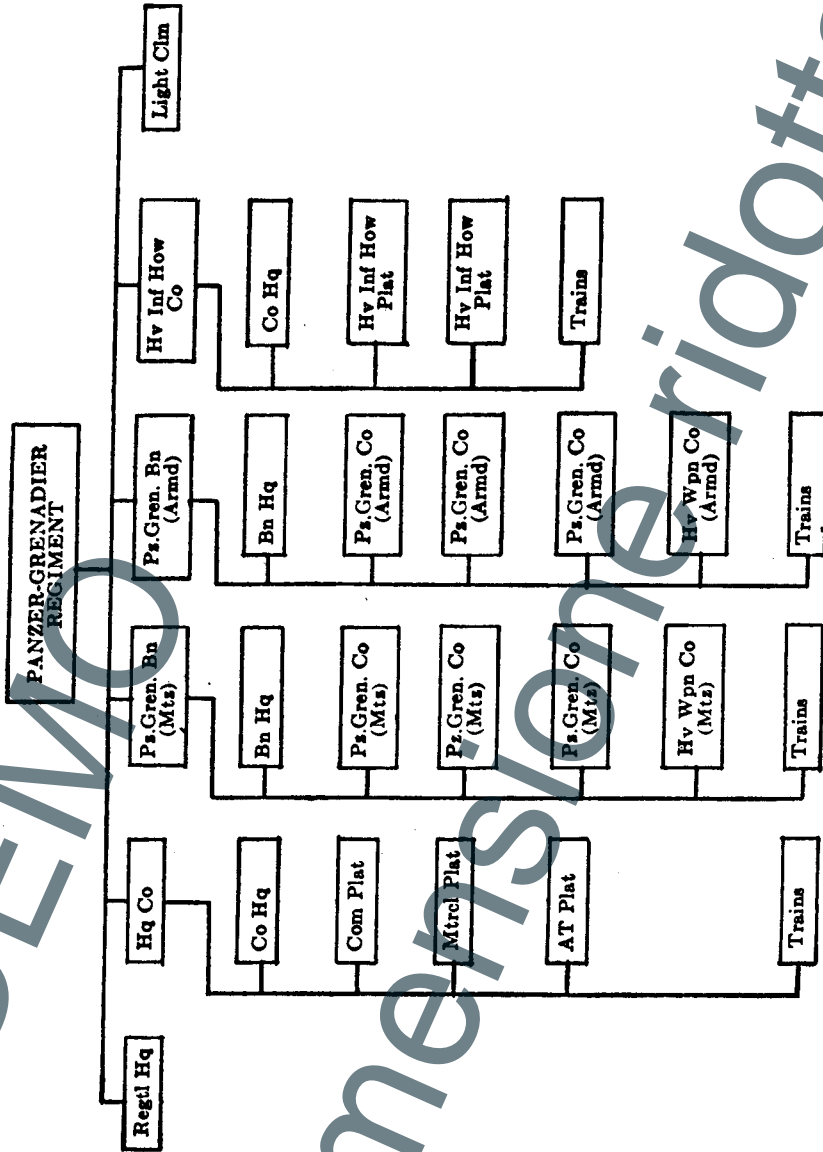 PANZER-GRENADIER
REGIMENT
Regtl Hq
Hq Co
Co Hq
Com Plat
Mtrcl Plat
AT Plat
Trains
Pz.Gren. Bn
(Mtz)
Bn Hq
Pz.Gren. Co
(Mtz)
Pz.Gren. Co
(Mtz)
Pz.Gren. Co
(Mtz)
Hv Wpn Co
(Mtz)
Trains
Pz.Gren. Bn
(Armd)
Bn Hq
Pz.Gren. Co
(Armd)
Pz.Gren. Co
(Armd)
Pz.Gren. Co
(Armd)
Hv Wpn Co
(Armd)
Trains
Hv Inf How
Co
Co Hq
Hv Inf How
Plat
Hv Inf How
Plat
Trains
Light Clm
DEMO
mensione ridott